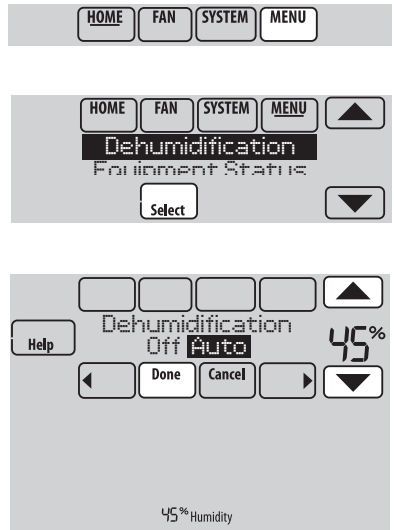 HOME FAN SYSTEM MENU
HOME FAN SYSTEM MENU
Dehumidification
Equipment Status
Select
Dehumidification
Help
Off Auto
45%
Done Cancel
45% Humidity